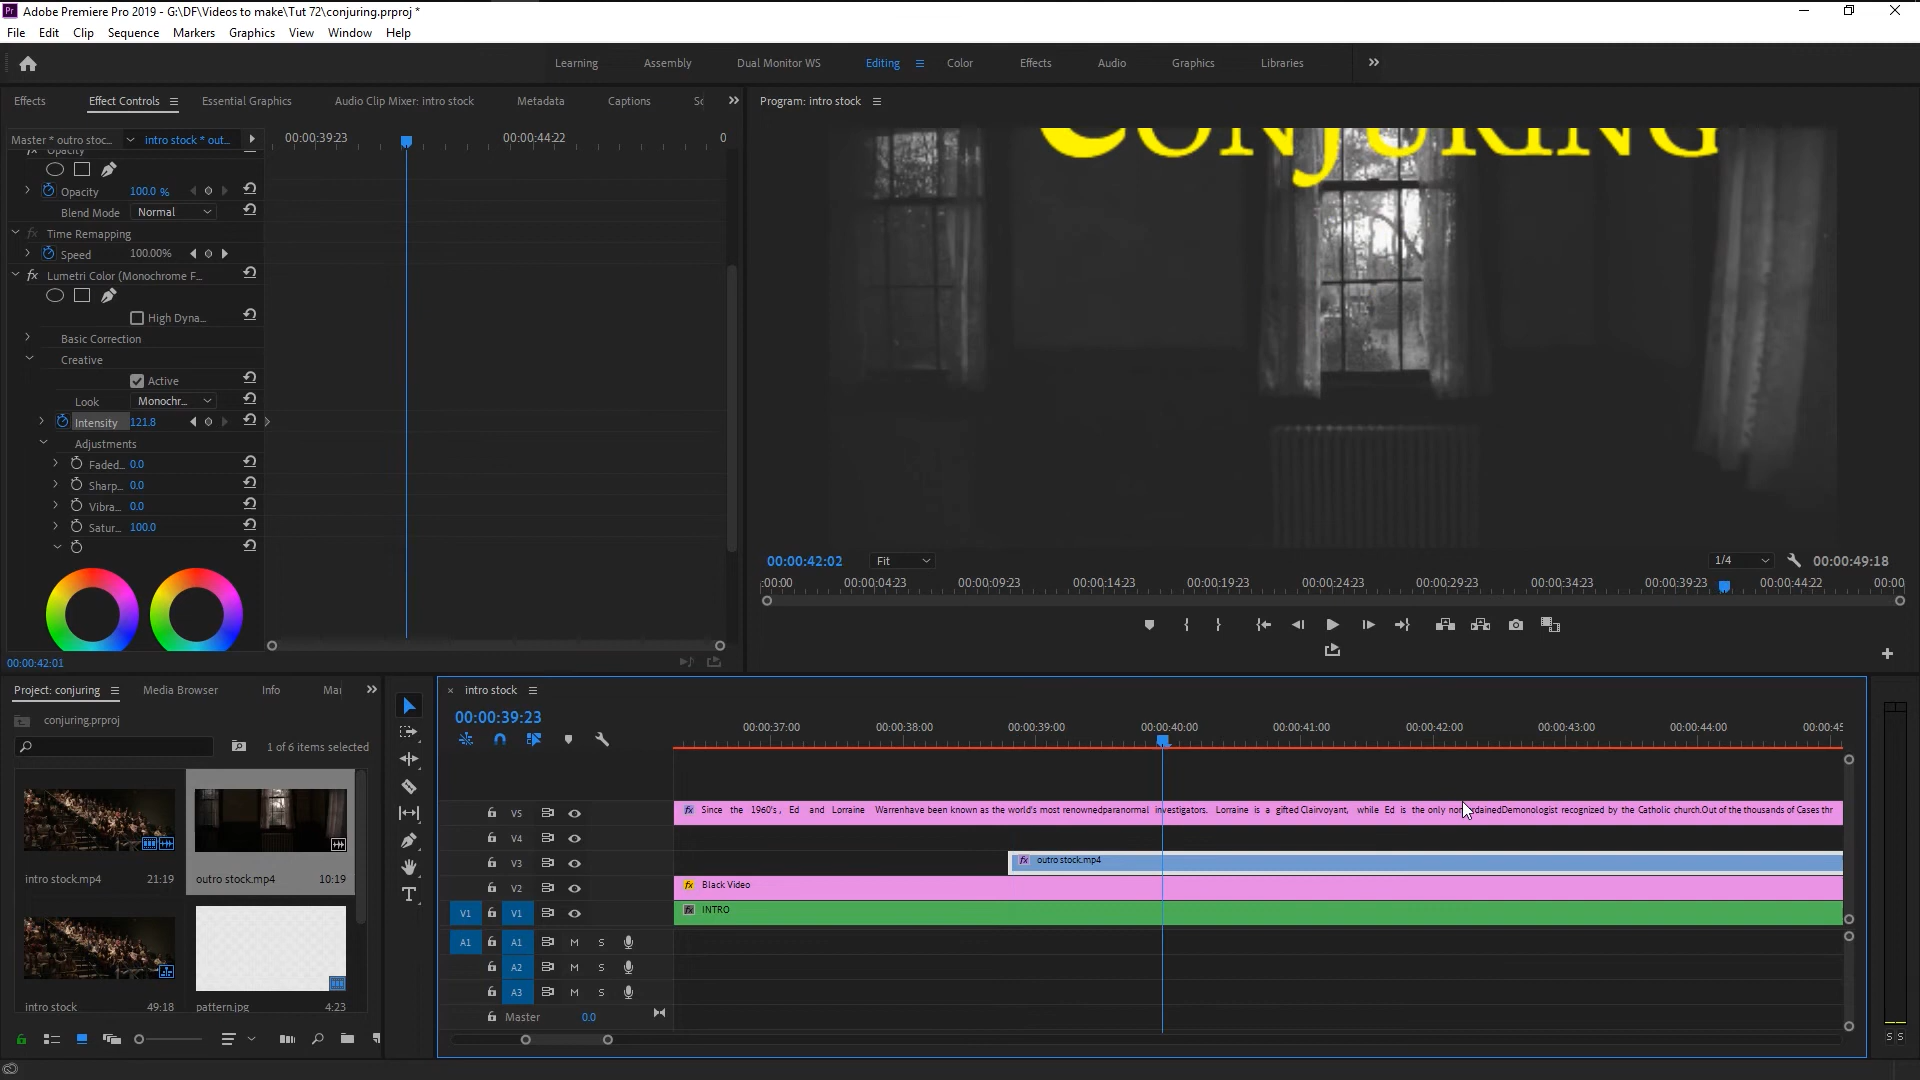 Adobe Premiere Pro 2019 - G:\DF\Videos to make\Tut 72\conjuring.prproj *
File Edit Clip Sequence Markers Graphics View Window Help
Learning Assembly Dual Monitor WS Editing Color Effects Audio Graphics Libraries
Effects Effect Controls Essential Graphics Audio Clip Mixer: intro stock Metadata Captions
Program: intro stock
Master * outro stoc... intro stock * out...
00:00:39:23 00:00:44:22 0
Opacity
Opacity 100.0 %
Blend Mode Normal
Time Remapping
Speed 100.00%
Lumetri Color (Monochrome F...
High Dyna...
Basic Correction
Creative
Active
Look Monochr...
Intensity 121.8
Adjustments
Faded... 0.0
Sharp... 0.0
Vibra... 0.0
Satur... 100.0
00:00:42:01
CONJURING
00:00:42:02 Fit 1/4 00:00:49:18
:00:00 00:00:04:23 00:00:09:23 00:00:14:23 00:00:19:23 00:00:24:23 00:00:29:23 00:00:34:23 00:00:39:23 00:00:44:22 00:00
Project: conjuring Media Browser Info
conjuring.prproj
1 of 6 items selected
intro stock.mp4 21:19
outro stock.mp4 10:19
intro stock 49:18
pattern.jpg 4:23
intro stock
00:00:39:23
00:00:37:00 00:00:38:00 00:00:39:00 00:00:40:00 00:00:41:00 00:00:42:00 00:00:43:00 00:00:44:00 00:00:45
V5 Since the 1960's, Ed and Lorraine Warrenhave been known as the world's most renownedparanormal investigators. Lorraine is a gifted Clairvoyant, while Ed is the only recognized by the Catholic church.Out of the thousands of Cases thr
V4
V3 outro stock.mp4
V2 Black Video
V1 V1 INTRO
A1 A1 M S
A2 M S
A3 M S
Master 0.0
S S